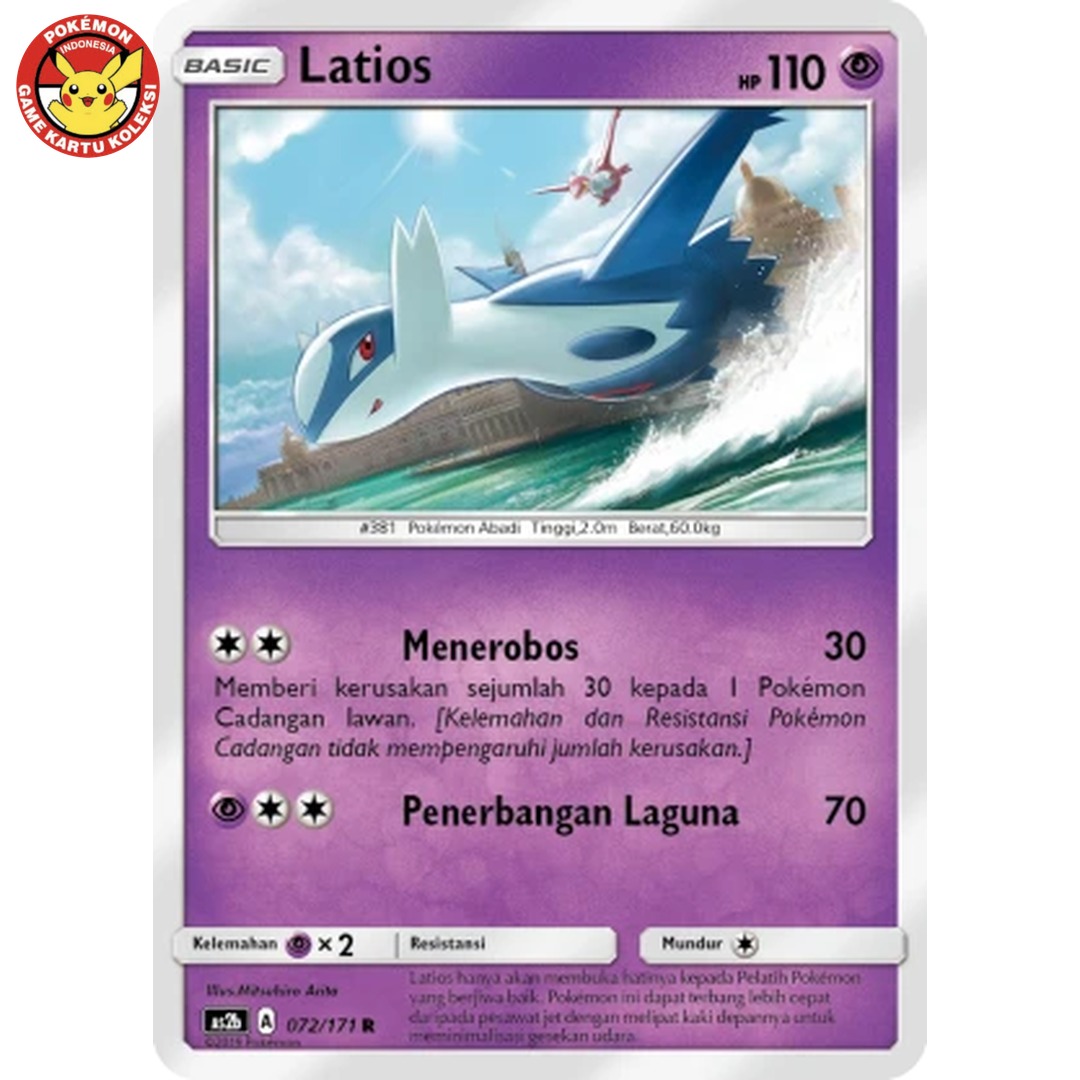 POKÉMON
INDONESIA
GAME KARTU KOLEKSI
BASIC Latios HP 110
#381 Pokémon Abadi Tinggi,2.0m Berat,60.0kg
Menerobos 30
Memberi kerusakan sejumlah 30 kepada 1 Pokémon
Cadangan lawan. [Kelemahan dan Resistansi Pokémon
Cadangan tidak mempengaruhi jumlah kerusakan.]
Penerbangan Laguna 70
Kelemahan ×2 Resistansi Mundur
Illus.Mitsuhiro Arita
Latios hanya akan membuka hatinya kepada Pelatih Pokémon
yang berjiwa baik. Pokémon ini dapat terbang lebih cepat
daripada pesawat jet dengan melipat kaki depannya untuk
meminimalisasi gesekan udara.
as2b A 072/171 R
©2019 Pokémon